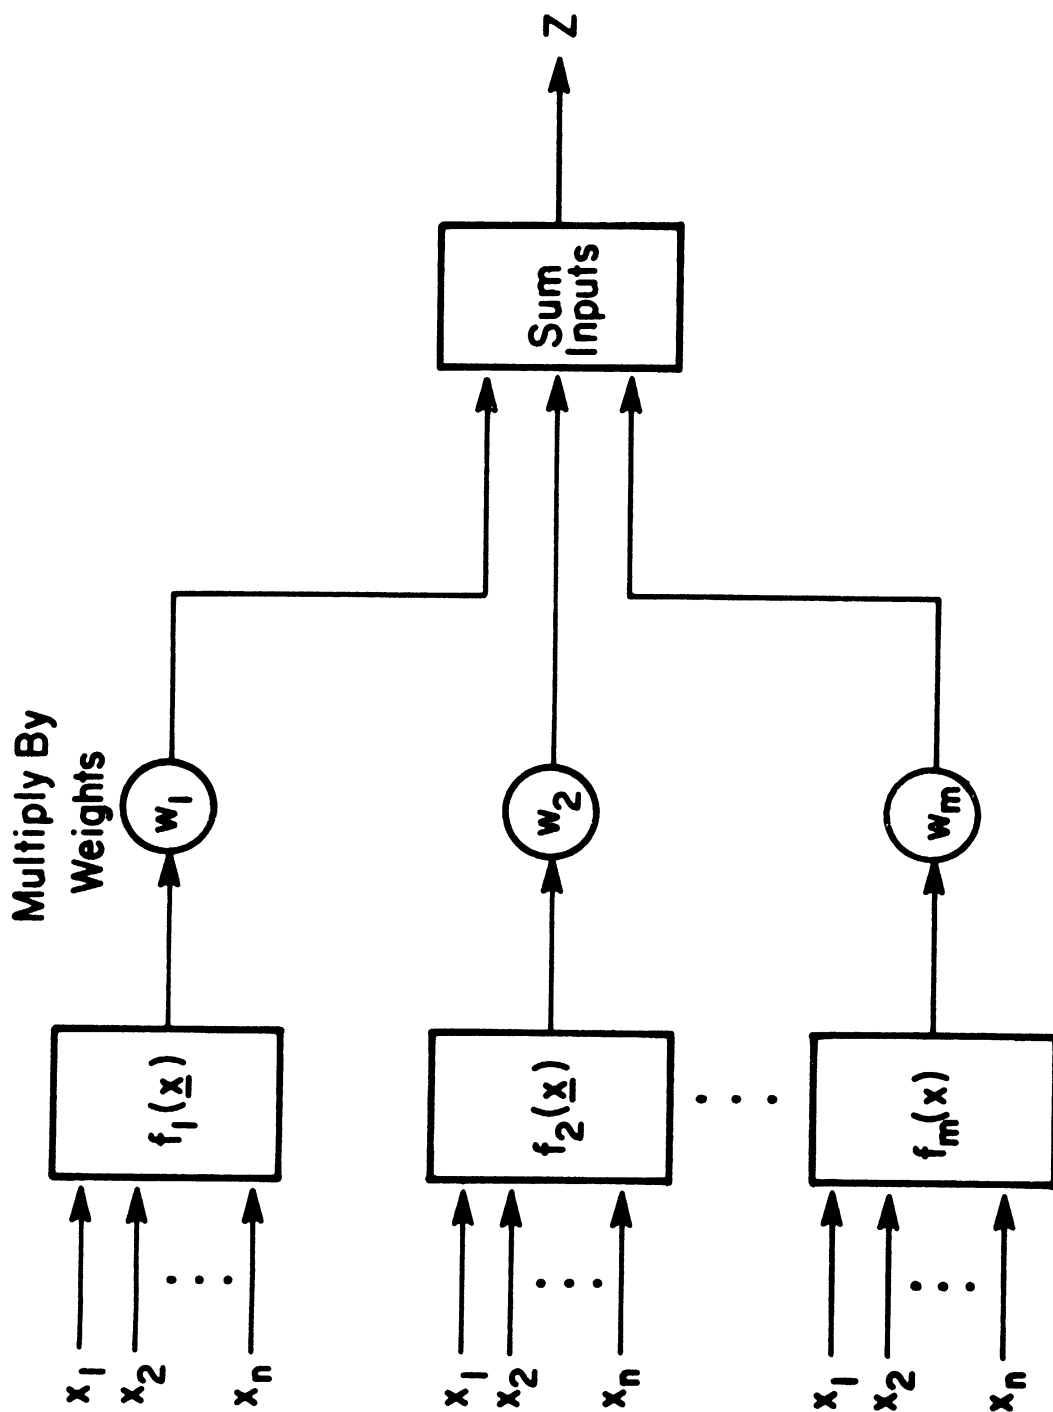 Multiply By
Weights
x₁
x₂
xₙ
f₁(x̲)
w₁
x₁
x₂
xₙ
f₂(x̲)
w₂
Sum
Inputs
Z
x₁
x₂
xₙ
fₘ(x)
wₘ